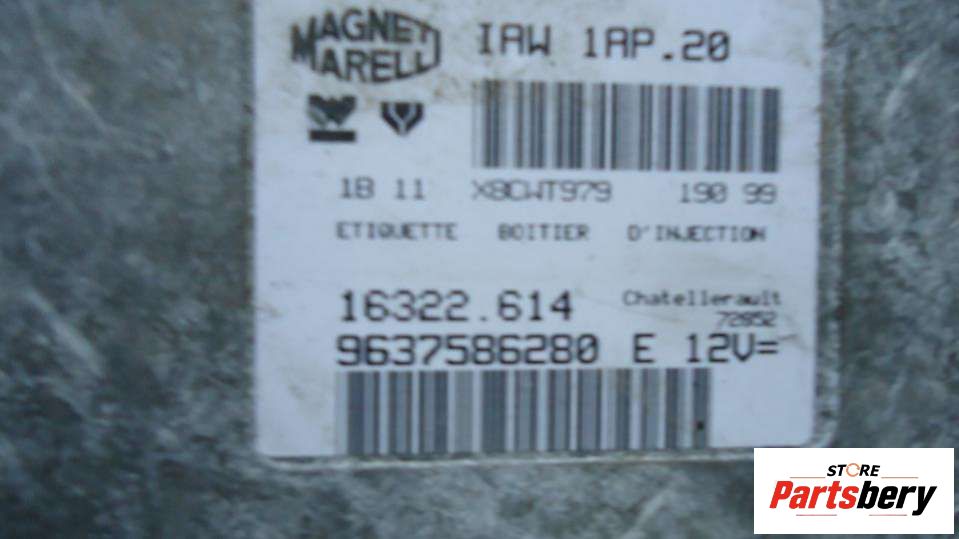 MAGNETI
MARELLI
IAW 1AP.20
1B 11 X8CWT979 190 99
ETIQUETTE BOITIER D'INJECTION
16322.614 Chatellerault
72852
9637586280 E 12V=
STORE
Partsbery